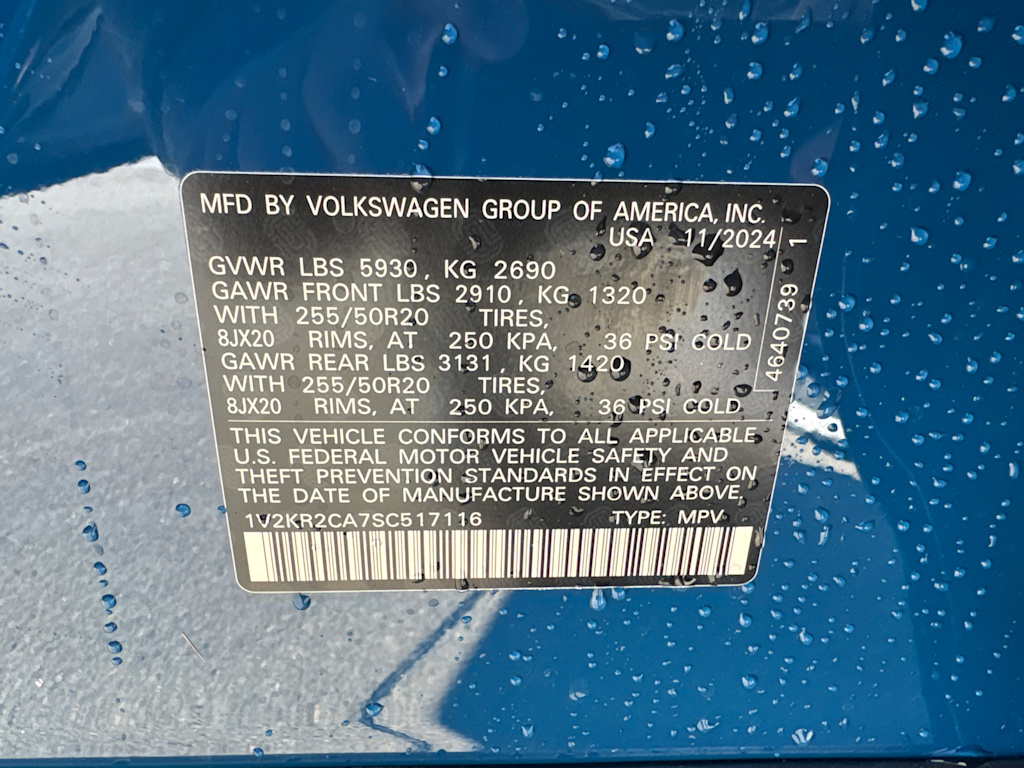 MFD BY VOLKSWAGEN GROUP OF AMERICA, INC.
USA 11/2024
GVWR LBS 5930, KG 2690
GAWR FRONT LBS 2910, KG 1320
WITH 255/50R20 TIRES,
8JX20 RIMS, AT 250 KPA, 36 PSI COLD
GAWR REAR LBS 3131, KG 1420
WITH 255/50R20 TIRES,
8JX20 RIMS, AT 250 KPA, 36 PSI COLD
4640739 1
THIS VEHICLE CONFORMS TO ALL APPLICABLE
U.S. FEDERAL MOTOR VEHICLE SAFETY AND
THEFT PREVENTION STANDARDS IN EFFECT ON
THE DATE OF MANUFACTURE SHOWN ABOVE,
1V2KR2CA7SC517116 TYPE: MPV